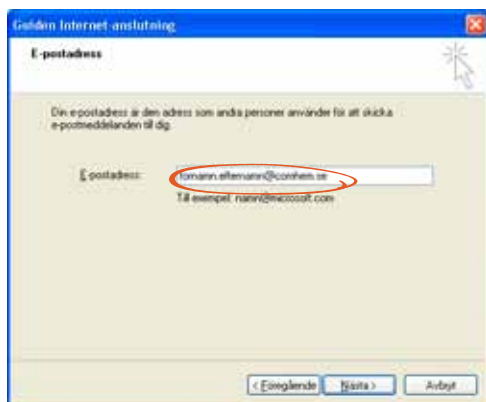 Guiden Internet-anslutning
E-postadress
Din e-postadress är den adress som andra personer använder för att skicka
e-postmeddelanden till dig.
E-postadress:
fornamn.efternamn@comhem.se
Till exempel: namn@microsoft.com
< Föregående
Nästa >
Avbryt